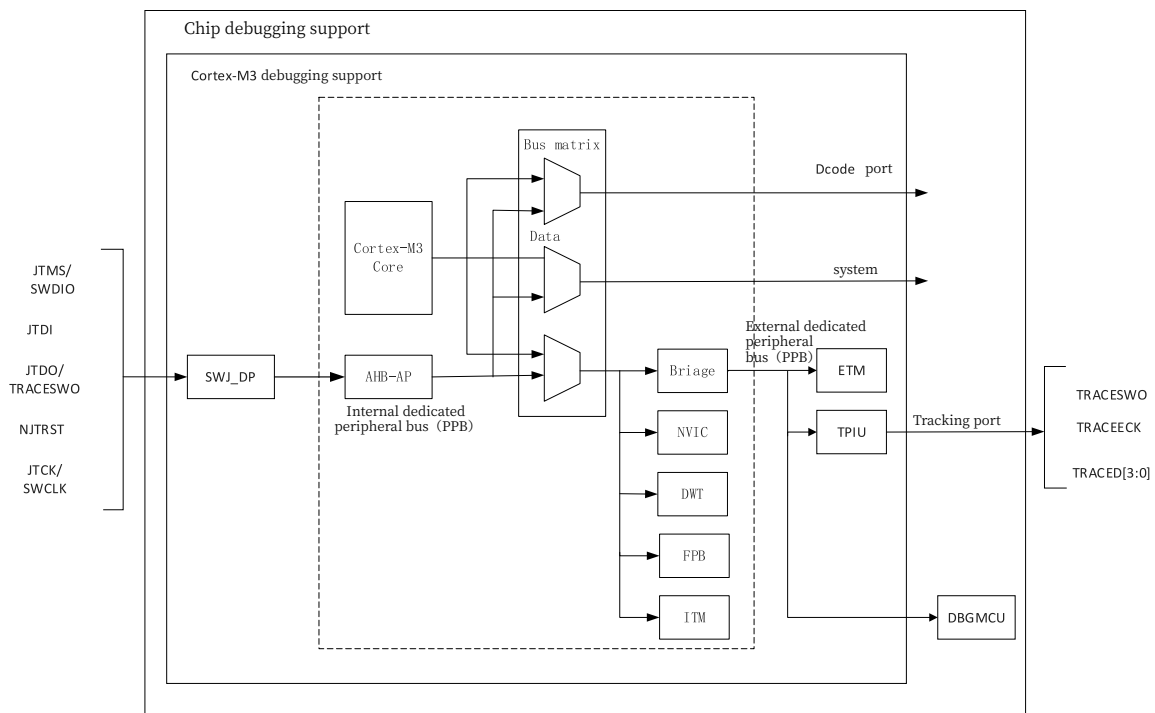 Chip debugging support
Cortex-M3 debugging support
Bus matrix
Dcode port
Cortex-M3
Core
Data
system
JTMS/
SWDIO
JTDI
JTDO/
TRACESWO
NJTRST
JTCK/
SWCLK
SWJ_DP
AHB-AP
Internal dedicated
peripheral bus（PPB）
External dedicated
peripheral
bus（PPB）
Briage
NVIC
DWT
FPB
ITM
ETM
TPIU
Tracking port
TRACESWO
TRACEECK
TRACED[3:0]
DBGMCU